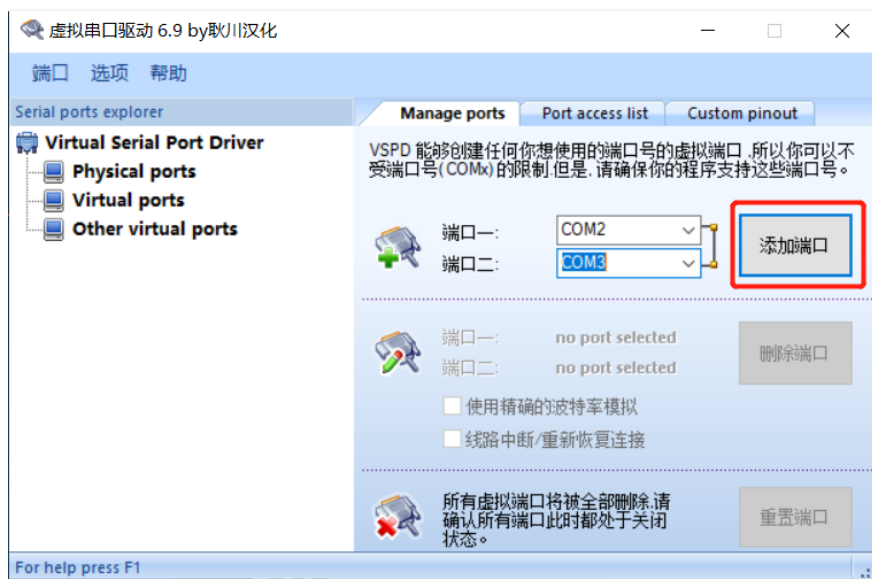 虚拟串口驱动 6.9 by耿川汉化
端口 选项 帮助
Serial ports explorer
Virtual Serial Port Driver
Physical ports
Virtual ports
Other virtual ports
Manage ports Port access list Custom pinout
VSPD 能够创建任何你想使用的端口号的虚拟端口 ,所以你可以不
受端口号(COMx)的限制.但是, 请确保你的程序支持这些端口号。
端口一: COM2
端口二: COM3
添加端口
端口一: no port selected
端口二: no port selected
删除端口
使用精确的波特率模拟
线路中断/重新恢复连接
所有虚拟端口将被全部删除.请
确认所有端口此时都处于关闭
状态。
重置端口
For help press F1